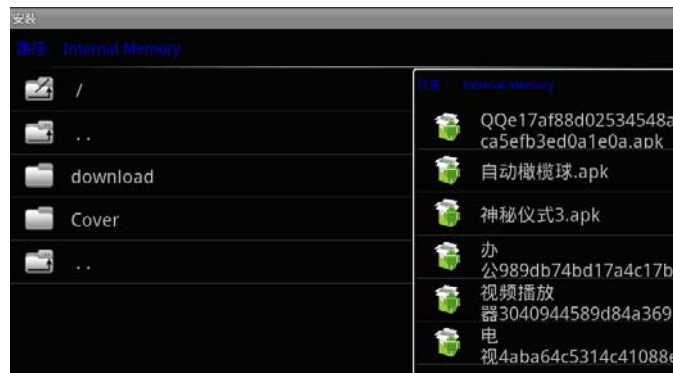 安装
路径： Internal Memory
/
..
download
Cover
..
目录： Internal Memory
QQe17af88d02534548a
ca5efb3ed0a1e0a.apk
自动橄榄球.apk
神秘仪式3.apk
办
公989db74bd17a4c17b
视频播放
器3040944589d84a369
电
视4aba64c5314c41088e